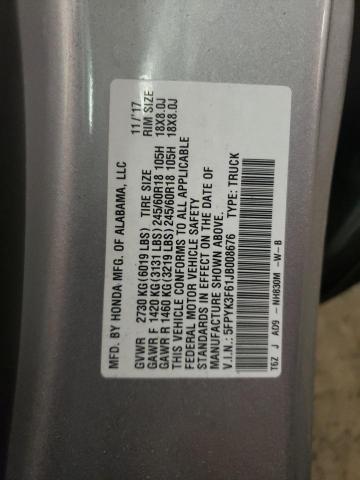 MFD. BY HONDA MFG. OF ALABAMA, LLC 11/'17
GVWR 2730 KG(6019 LBS) TIRE SIZE RIM SIZE
GAWR F 1420 KG(3131 LBS)245/60R18 105H 18X8.0J
GAWR R 1460 KG(3219 LBS)245/60R18 105H 18X8.0J
THIS VEHICLE CONFORMS TO ALL APPLICABLE
FEDERAL MOTOR VEHICLE SAFETY
STANDARDS IN EFFECT ON THE DATE OF
MANUFACTURE SHOWN ABOVE.
V.I.N.:5FPYK3F61JB008676 TYPE: TRUCK
T6Z J A09 -NH830M -W-B